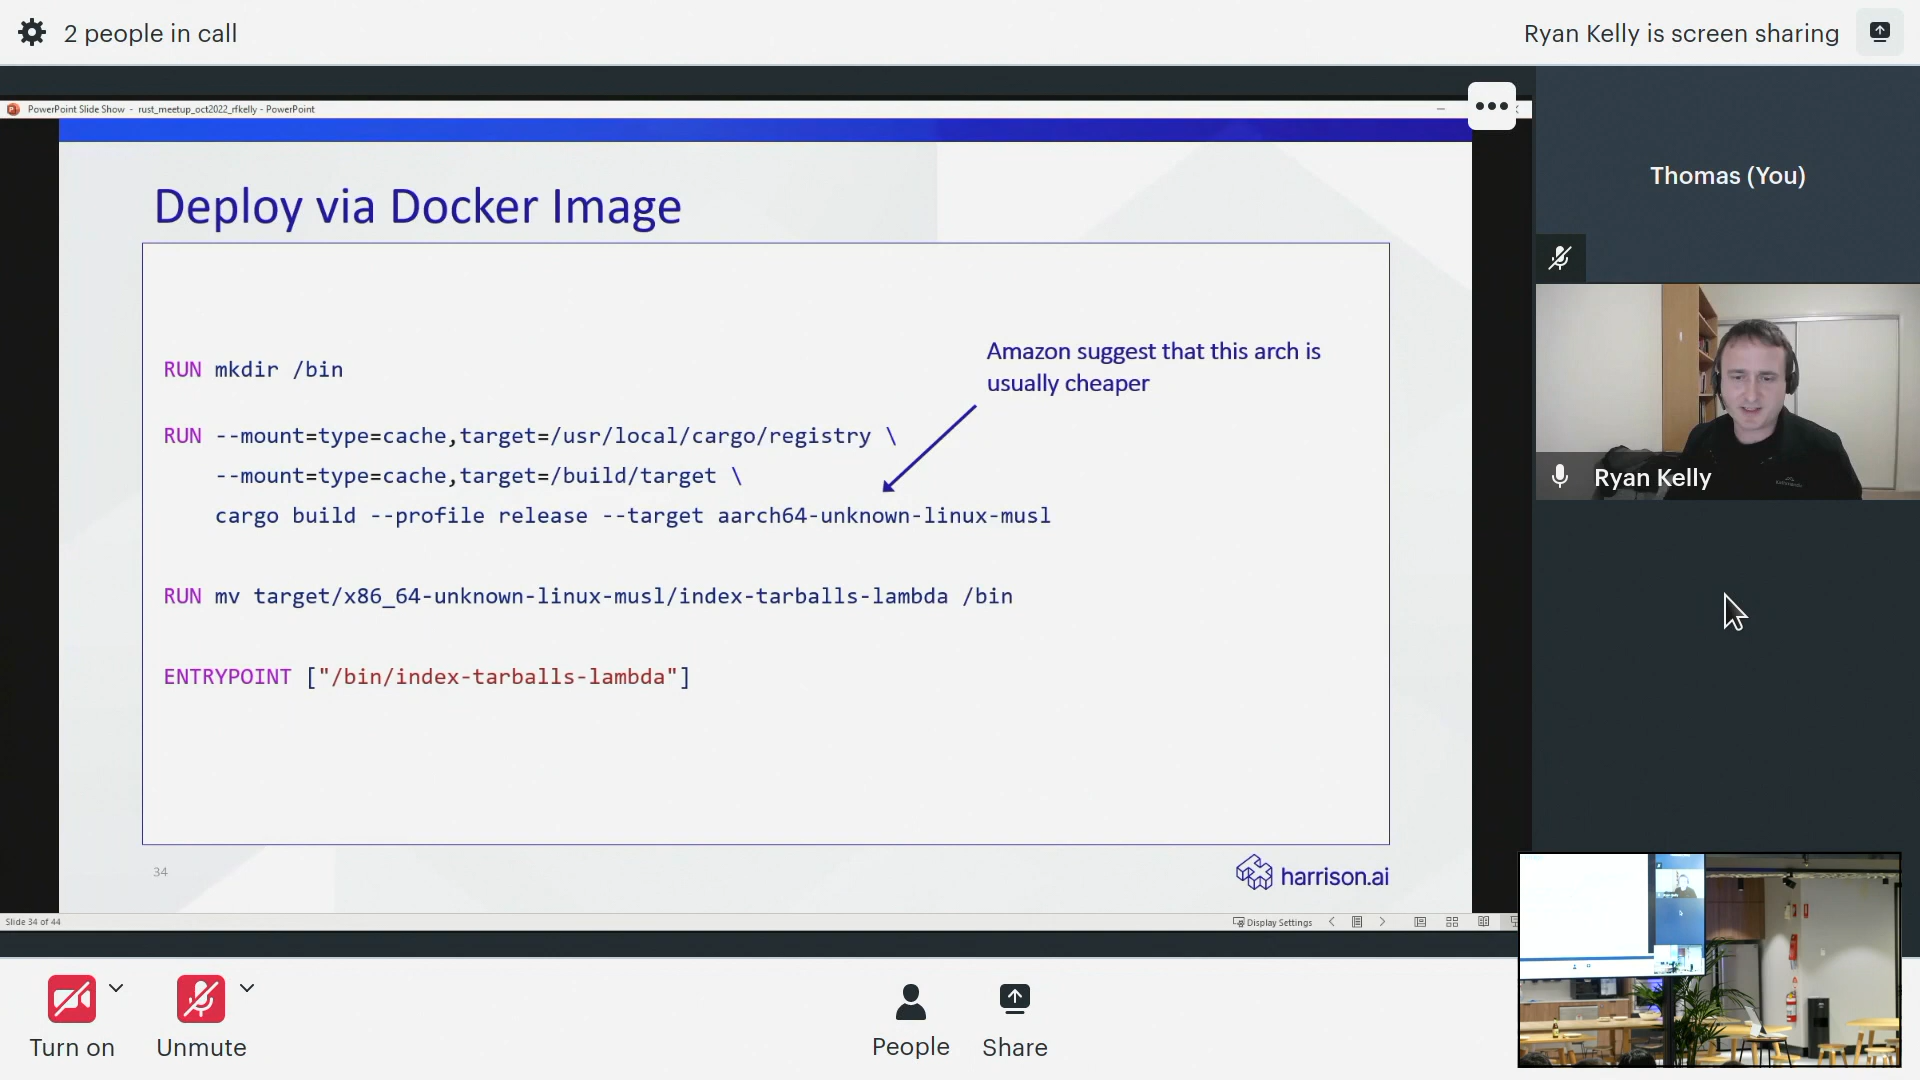 2 people in call
Ryan Kelly is screen sharing
PowerPoint Slide Show - rust_meetup_oct2022_rfkelly - PowerPoint
Deploy via Docker Image
Amazon suggest that this arch is
usually cheaper
RUN mkdir /bin
RUN --mount=type=cache,target=/usr/local/cargo/registry \
--mount=type=cache,target=/build/target \
cargo build --profile release --target aarch64-unknown-linux-musl
RUN mv target/x86_64-unknown-linux-musl/index-tarballs-lambda /bin
ENTRYPOINT ["/bin/index-tarballs-lambda"]
34
harrison.ai
Slide 34 of 44
Display Settings
Thomas (You)
Ryan Kelly
Turn on
Unmute
People
Share